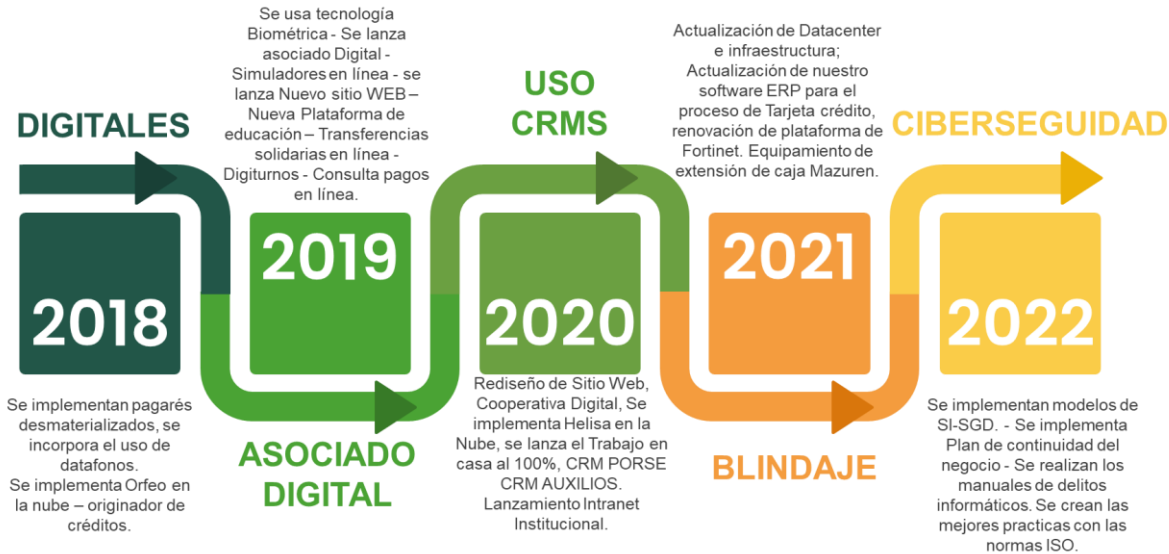 DIGITALES
2018
Se implementan pagarés
desmaterializados, se
incorpora el uso de
datafonos.
Se implementa Orfeo en
la nube – originador de
créditos.
Se usa tecnología
Biométrica - Se lanza
asociado Digital -
Simuladores en línea - se
lanza Nuevo sitio WEB –
Nueva Plataforma de
educación – Transferencias
solidarias en línea -
Digiturnos - Consulta pagos
en línea.
2019
ASOCIADO
DIGITAL
USO
CRMS
2020
Rediseño de Sitio Web,
Cooperativa Digital, Se
implementa Helisa en la
Nube, se lanza el Trabajo en
casa al 100%, CRM PORSE
CRM AUXILIOS.
Lanzamiento Intranet
Institucional.
Actualización de Datacenter
e infraestructura;
Actualización de nuestro
software ERP para el
proceso de Tarjeta crédito,
renovación de plataforma de
Fortinet. Equipamiento de
extensión de caja Mazuren.
2021
BLINDAJE
CIBERSEGUIDAD
2022
Se implementan modelos de
SI-SGD. - Se implementa
Plan de continuidad del
negocio - Se realizan los
manuales de delitos
informáticos. Se crean las
mejores practicas con las
normas ISO.